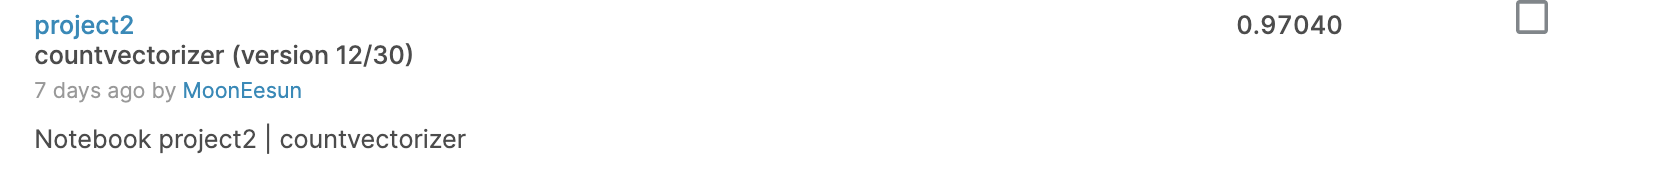 project2
0.97040
countvectorizer (version 12/30)
7 days ago by MoonEesun
Notebook project2 | countvectorizer